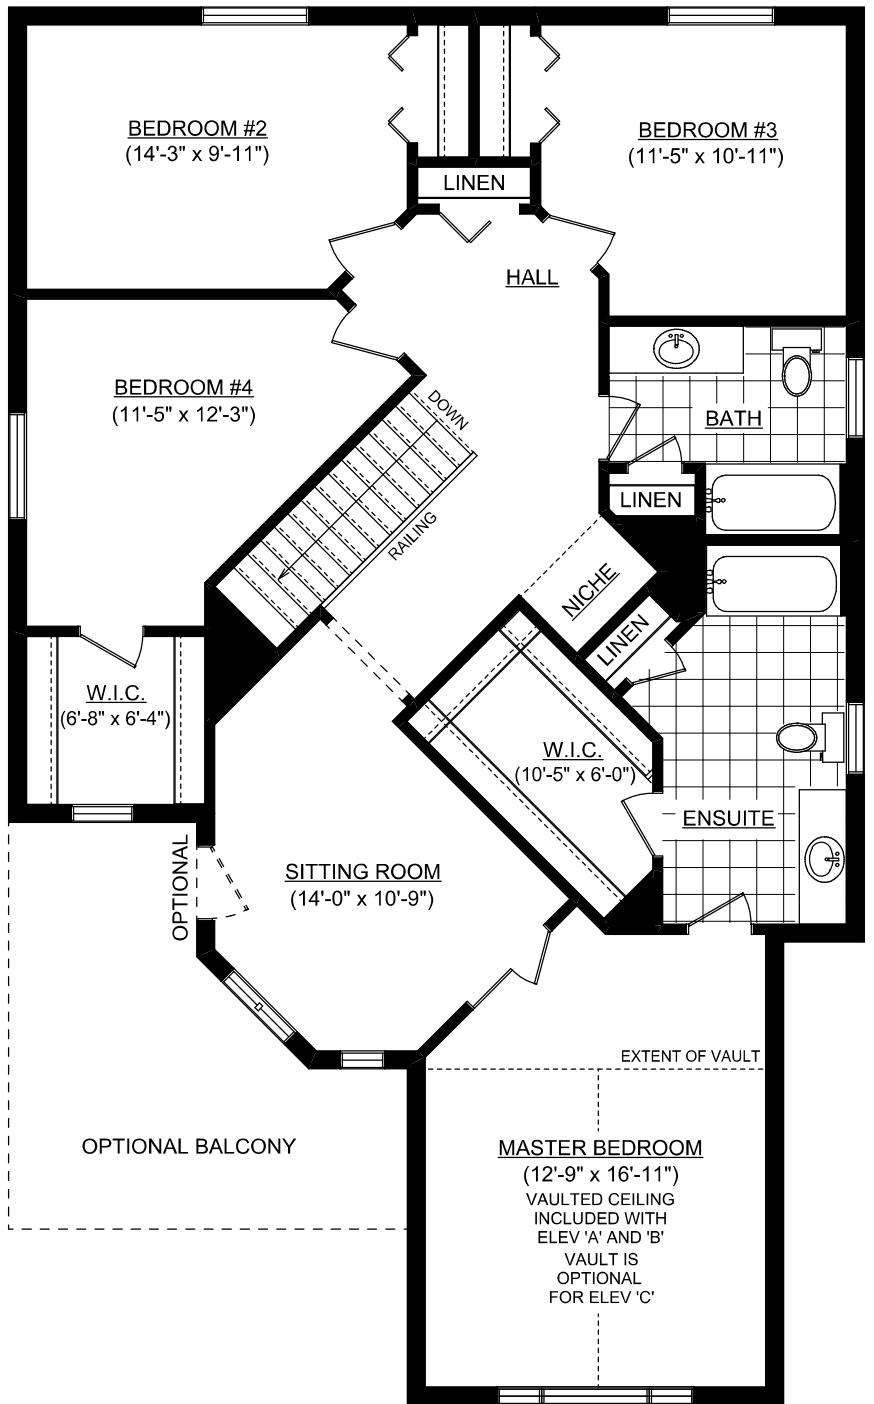 BEDROOM #2
(14'-3" x 9'-11")
BEDROOM #3
(11'-5" x 10'-11")
LINEN
HALL
BEDROOM #4
(11'-5" x 12'-3")
DOWN
RAILING
BATH
LINEN
NICHE
LINEN
W.I.C.
(6'-8" x 6'-4")
W.I.C.
(10'-5" x 6'-0")
ENSUITE
OPTIONAL
SITTING ROOM
(14'-0" x 10'-9")
EXTENT OF VAULT
OPTIONAL BALCONY
MASTER BEDROOM
(12'-9" x 16'-11")
VAULTED CEILING
INCLUDED WITH
ELEV 'A' AND 'B'
VAULT IS
OPTIONAL
FOR ELEV 'C'